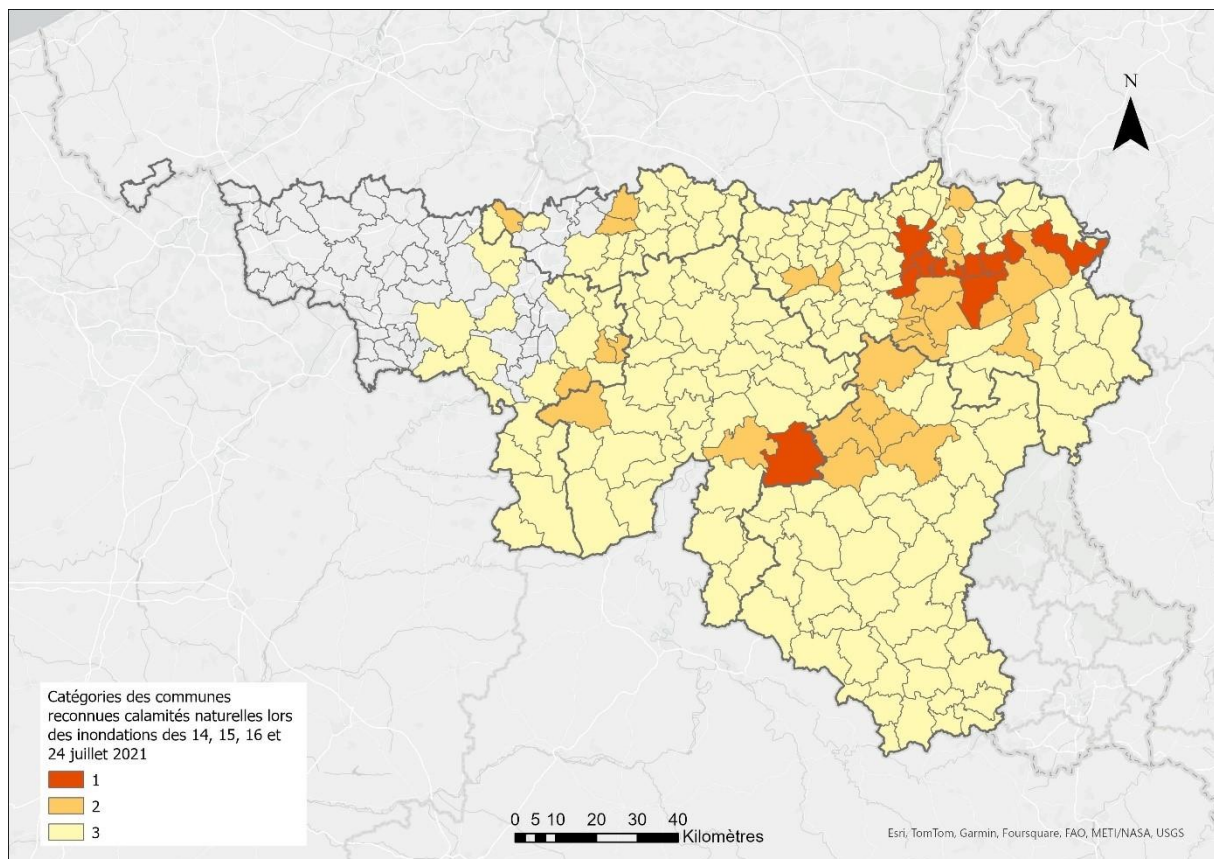 N
Catégories des communes
reconnues calamités naturelles lors
des inondations des 14, 15, 16 et
24 juillet 2021
1
2
3
0 5 10 20 30 40
Kilomètres
Esri, TomTom, Garmin, Foursquare, FAO, METI/NASA, USGS